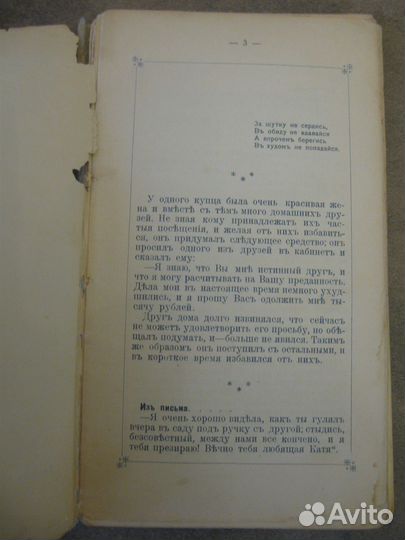 — 3 —
За шутку не сердись,
Въ обиду не вдавайся
А впрочемъ берегись
Въ худомъ не попадайся.
* * *
У одного купца была очень красивая же-
на и вмѣстѣ съ тѣмъ много домашнихъ дру-
зей. Не зная кому принадлежатъ ихъ час-
тыя посѣщенія, и желая отъ нихъ избавить-
ся, онъ придумалъ слѣдующее средство; онъ
просилъ одного изъ друзей въ кабинетъ и
сказалъ ему:
—Я знаю, что Вы мнѣ истинный другъ, и что
я могу расчитывать на Вашу преданность.
Дѣла мои въ настоящее время немного ухуд-
шились, и я прошу Васъ одолжить мнѣ ты-
сячу рублей.
Другъ дома долго извинялся, что сейчасъ
не можетъ удовлетворить его просьбу, но обѣ-
щалъ подумать, и—больше не явился. Такимъ
же образомъ онъ поступилъ съ остальными, и
въ короткое время избавился отъ нихъ.
* * *
Изъ письма. . . . . .
—Я очень хорошо видѣла, какъ ты гулялъ
вчера въ саду подъ ручку съ другой; стыдись,
безсовѣстный, между нами все кончено, и я
тебя презираю! Вѣчно тебя любящая Катя".
Avito